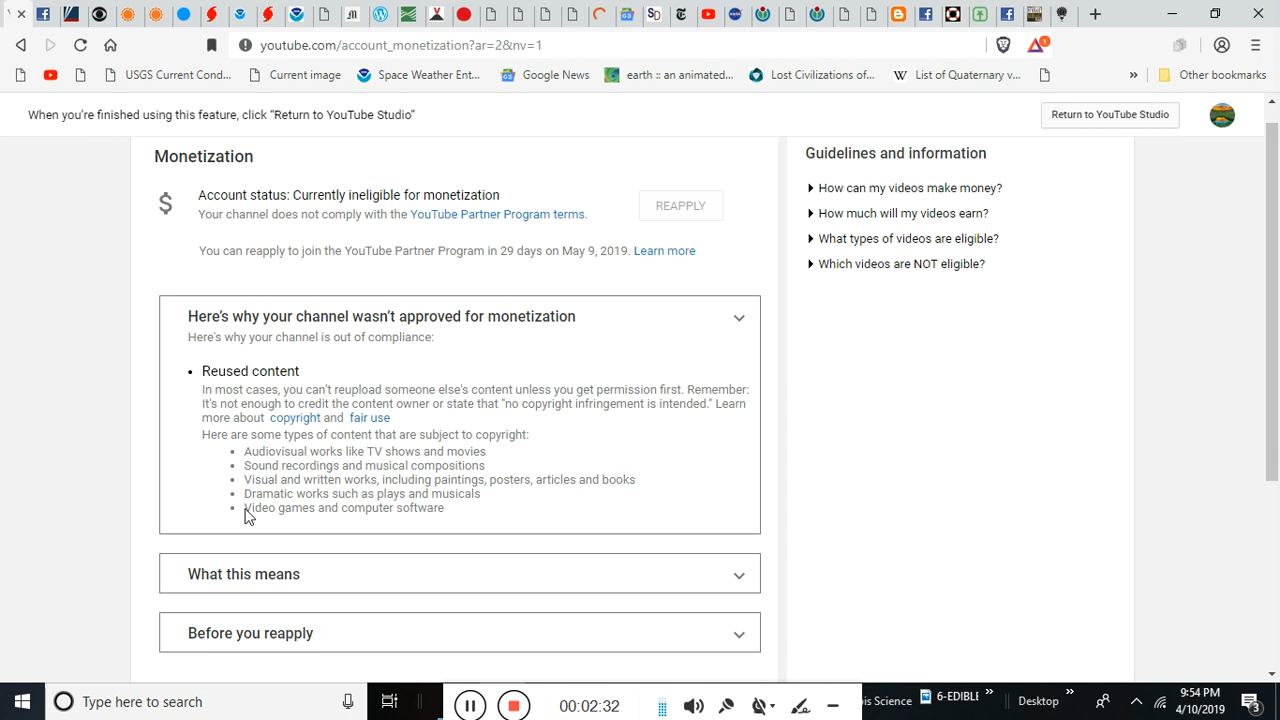 youtube.com/account_monetization?ar=2&nv=1
1
USGS Current Cond...
Current image
Space Weather Ent...
Google News
earth :: an animated...
Lost Civilizations of...
List of Quaternary v...
»
Other bookmarks
When you're finished using this feature, click “Return to YouTube Studio”
Return to YouTube Studio
Monetization
Account status: Currently ineligible for monetization
Your channel does not comply with the YouTube Partner Program terms.
REAPPLY
You can reapply to join the YouTube Partner Program in 29 days on May 9, 2019. Learn more
Here's why your channel wasn't approved for monetization
Here's why your channel is out of compliance:
• Reused content
In most cases, you can't reupload someone else's content unless you get permission first. Remember:
It's not enough to credit the content owner or state that "no copyright infringement is intended." Learn
more about copyright and fair use
Here are some types of content that are subject to copyright:
• Audiovisual works like TV shows and movies
• Sound recordings and musical compositions
• Visual and written works, including paintings, posters, articles and books
• Dramatic works such as plays and musicals
• Video games and computer software
What this means
Before you reapply
Guidelines and information
How can my videos make money?
How much will my videos earn?
What types of videos are eligible?
Which videos are NOT eligible?
Type here to search
00:02:32
is Science
6-EDIBLE
»
Desktop
»
9:54 PM
4/10/2019
3